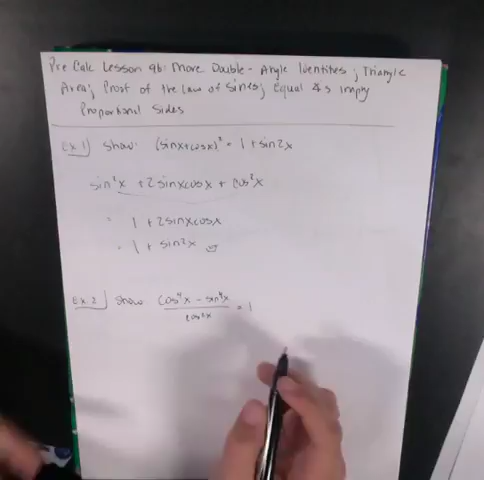 Pre Calc Lesson 96: More Double-Angle Identities; Triangle
Area; Proof of the Law of Sines; Equal ∡s imply
Proportional Sides
Ex 1) Show: (sinx+cosx)² = 1 + sin2x
sin²x + 2sinxcosx + cos²x
= 1 + 2sinxcosx
= 1 + sin2x ☺
Ex 2) Show: (cos⁴x - sin⁴x)/cos2x = 1